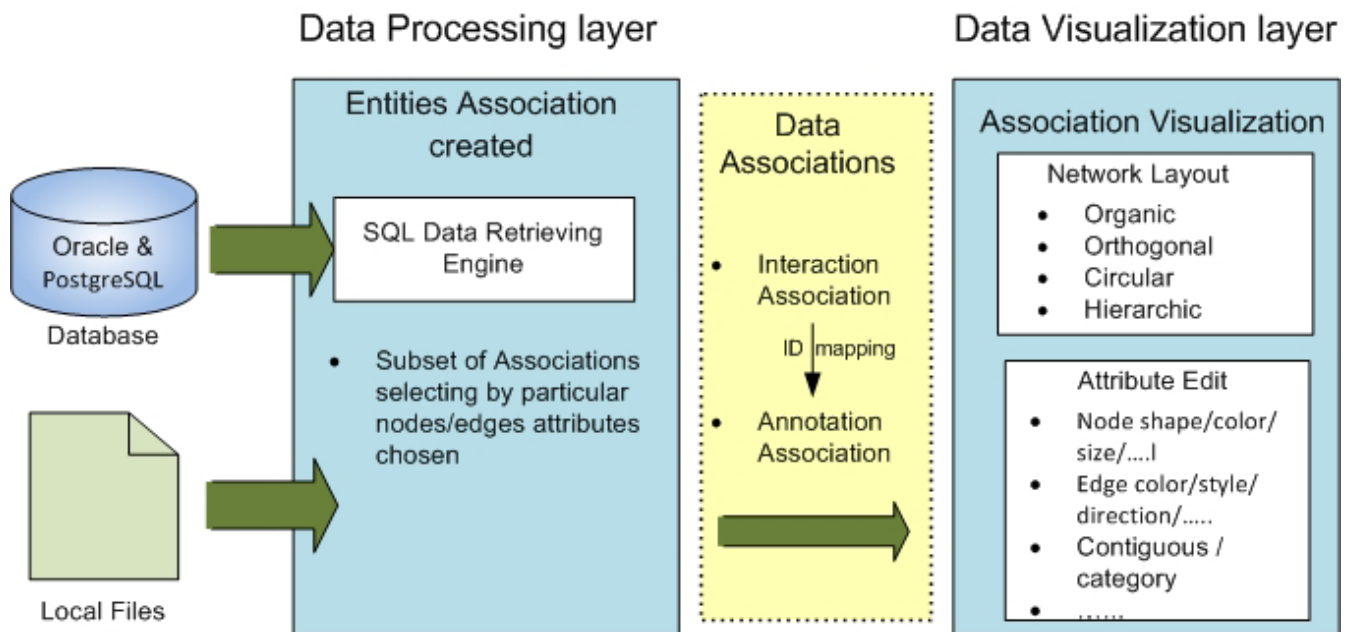 Data Processing layer
Data Visualization layer
Oracle &
PostgreSQL
Database
Local Files
Entities Association
created
SQL Data Retrieving
Engine
• Subset of Associations
selecting by particular
nodes/edges attributes
chosen
Data
Associations
• Interaction
Association
ID mapping
• Annotation
Association
Association Visualization
Network Layout
• Organic
• Orthogonal
• Circular
• Hierarchic
Attribute Edit
• Node shape/color/
size/....l
• Edge color/style/
direction/.....
• Contiguous /
category
• .......